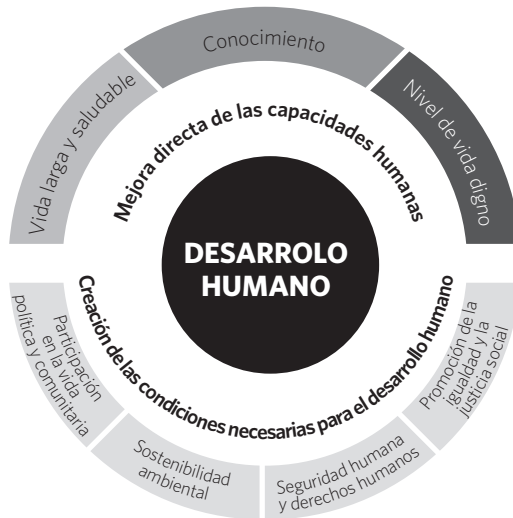 Vida larga y saludable
Conocimiento
Nivel de vida digno
Mejora directa de las capacidades humanas
DESARROLO
HUMANO
Creación de las condiciones necesarias para el desarrollo humano
Participación
en la vida
política y comunitaria
Sostenibilidad
ambiental
Seguridad humana
y derechos humanos
Promoción de la
igualdad y la
justicia social